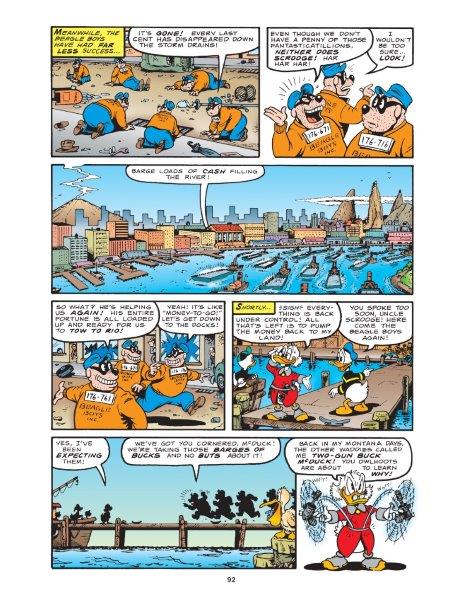 MEANWHILE, THE
BEAGLE BOYS
HAVE HAD FAR
LESS SUCCESS...
IT'S GONE! EVERY LAST
CENT HAS DISAPPEARED DOWN
THE STORM DRAINS!
EVEN THOUGH WE DON'T
HAVE A PENNY OF THOSE
FANTASTICATILLIONS,
NEITHER DOES
SCROOGE! HAR
HAR HAR!
I
WOULDN'T
BE TOO
SURE...
LOOK!
176-671
BEAGLE
BOYS
INC
176-716
BARGE LOADS OF CASH FILLING
THE RIVER!
SO WHAT? HE'S HELPING
US AGAIN! HIS ENTIRE
FORTUNE IS ALL LOADED
UP AND READY FOR US
TO TOW TO RIO!
YEAH! IT'S LIKE
"MONEY-TO-GO!"
LET'S GET DOWN
TO THE DOCKS!
176-761
BEAGLE
BOYS
INC
SHORTLY...
!SIGH! EVERY-
THING IS BACK
UNDER CONTROL! ALL
THAT'S LEFT IS TO PUMP
THE MONEY BACK TO MY
LAND!
YOU SPOKE TOO
SOON, UNCLE
SCROOGE! HERE
COME THE
BEAGLE BOYS
AGAIN!
YES, I'VE
BEEN
EXPECTING
THEM!
WE'VE GOT YOU CORNERED, McDUCK!
WE'RE TAKING THOSE BARGES OF
BUCKS AND NO BUTS ABOUT IT!
BACK IN MY MONTANA DAYS,
THE OTHER WADDIES CALLED
ME TWO-GUN BUCK
McDUCK! YOU OWLHOOTS
ARE ABOUT TO LEARN
WHY!
92